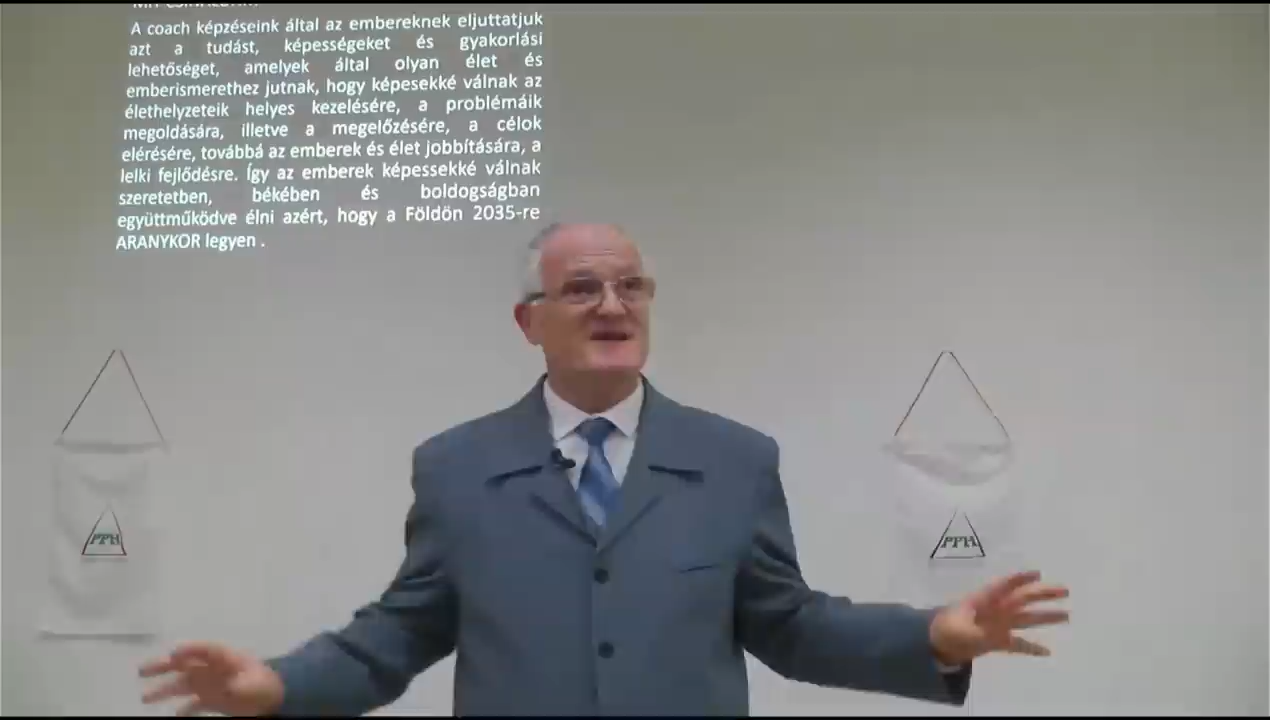 A coach képzéseink által az embereknek eljuttatjuk
azt a tudást, képességeket és gyakorlási
lehetőséget, amelyek által olyan élet és
emberismerethez jutnak, hogy képesekké válnak az
élethelyzeteik helyes kezelésére, a problémáik
megoldására, illetve a megelőzésére, a célok
elérésére, továbbá az emberek és élet jobbítására, a
lelki fejlődésre. Így az emberek képessekké válnak
szeretetben, békében és boldogságban
együttműködve élni azért, hogy a Földön 2035-re
ARANYKOR legyen .
PPH
PPH